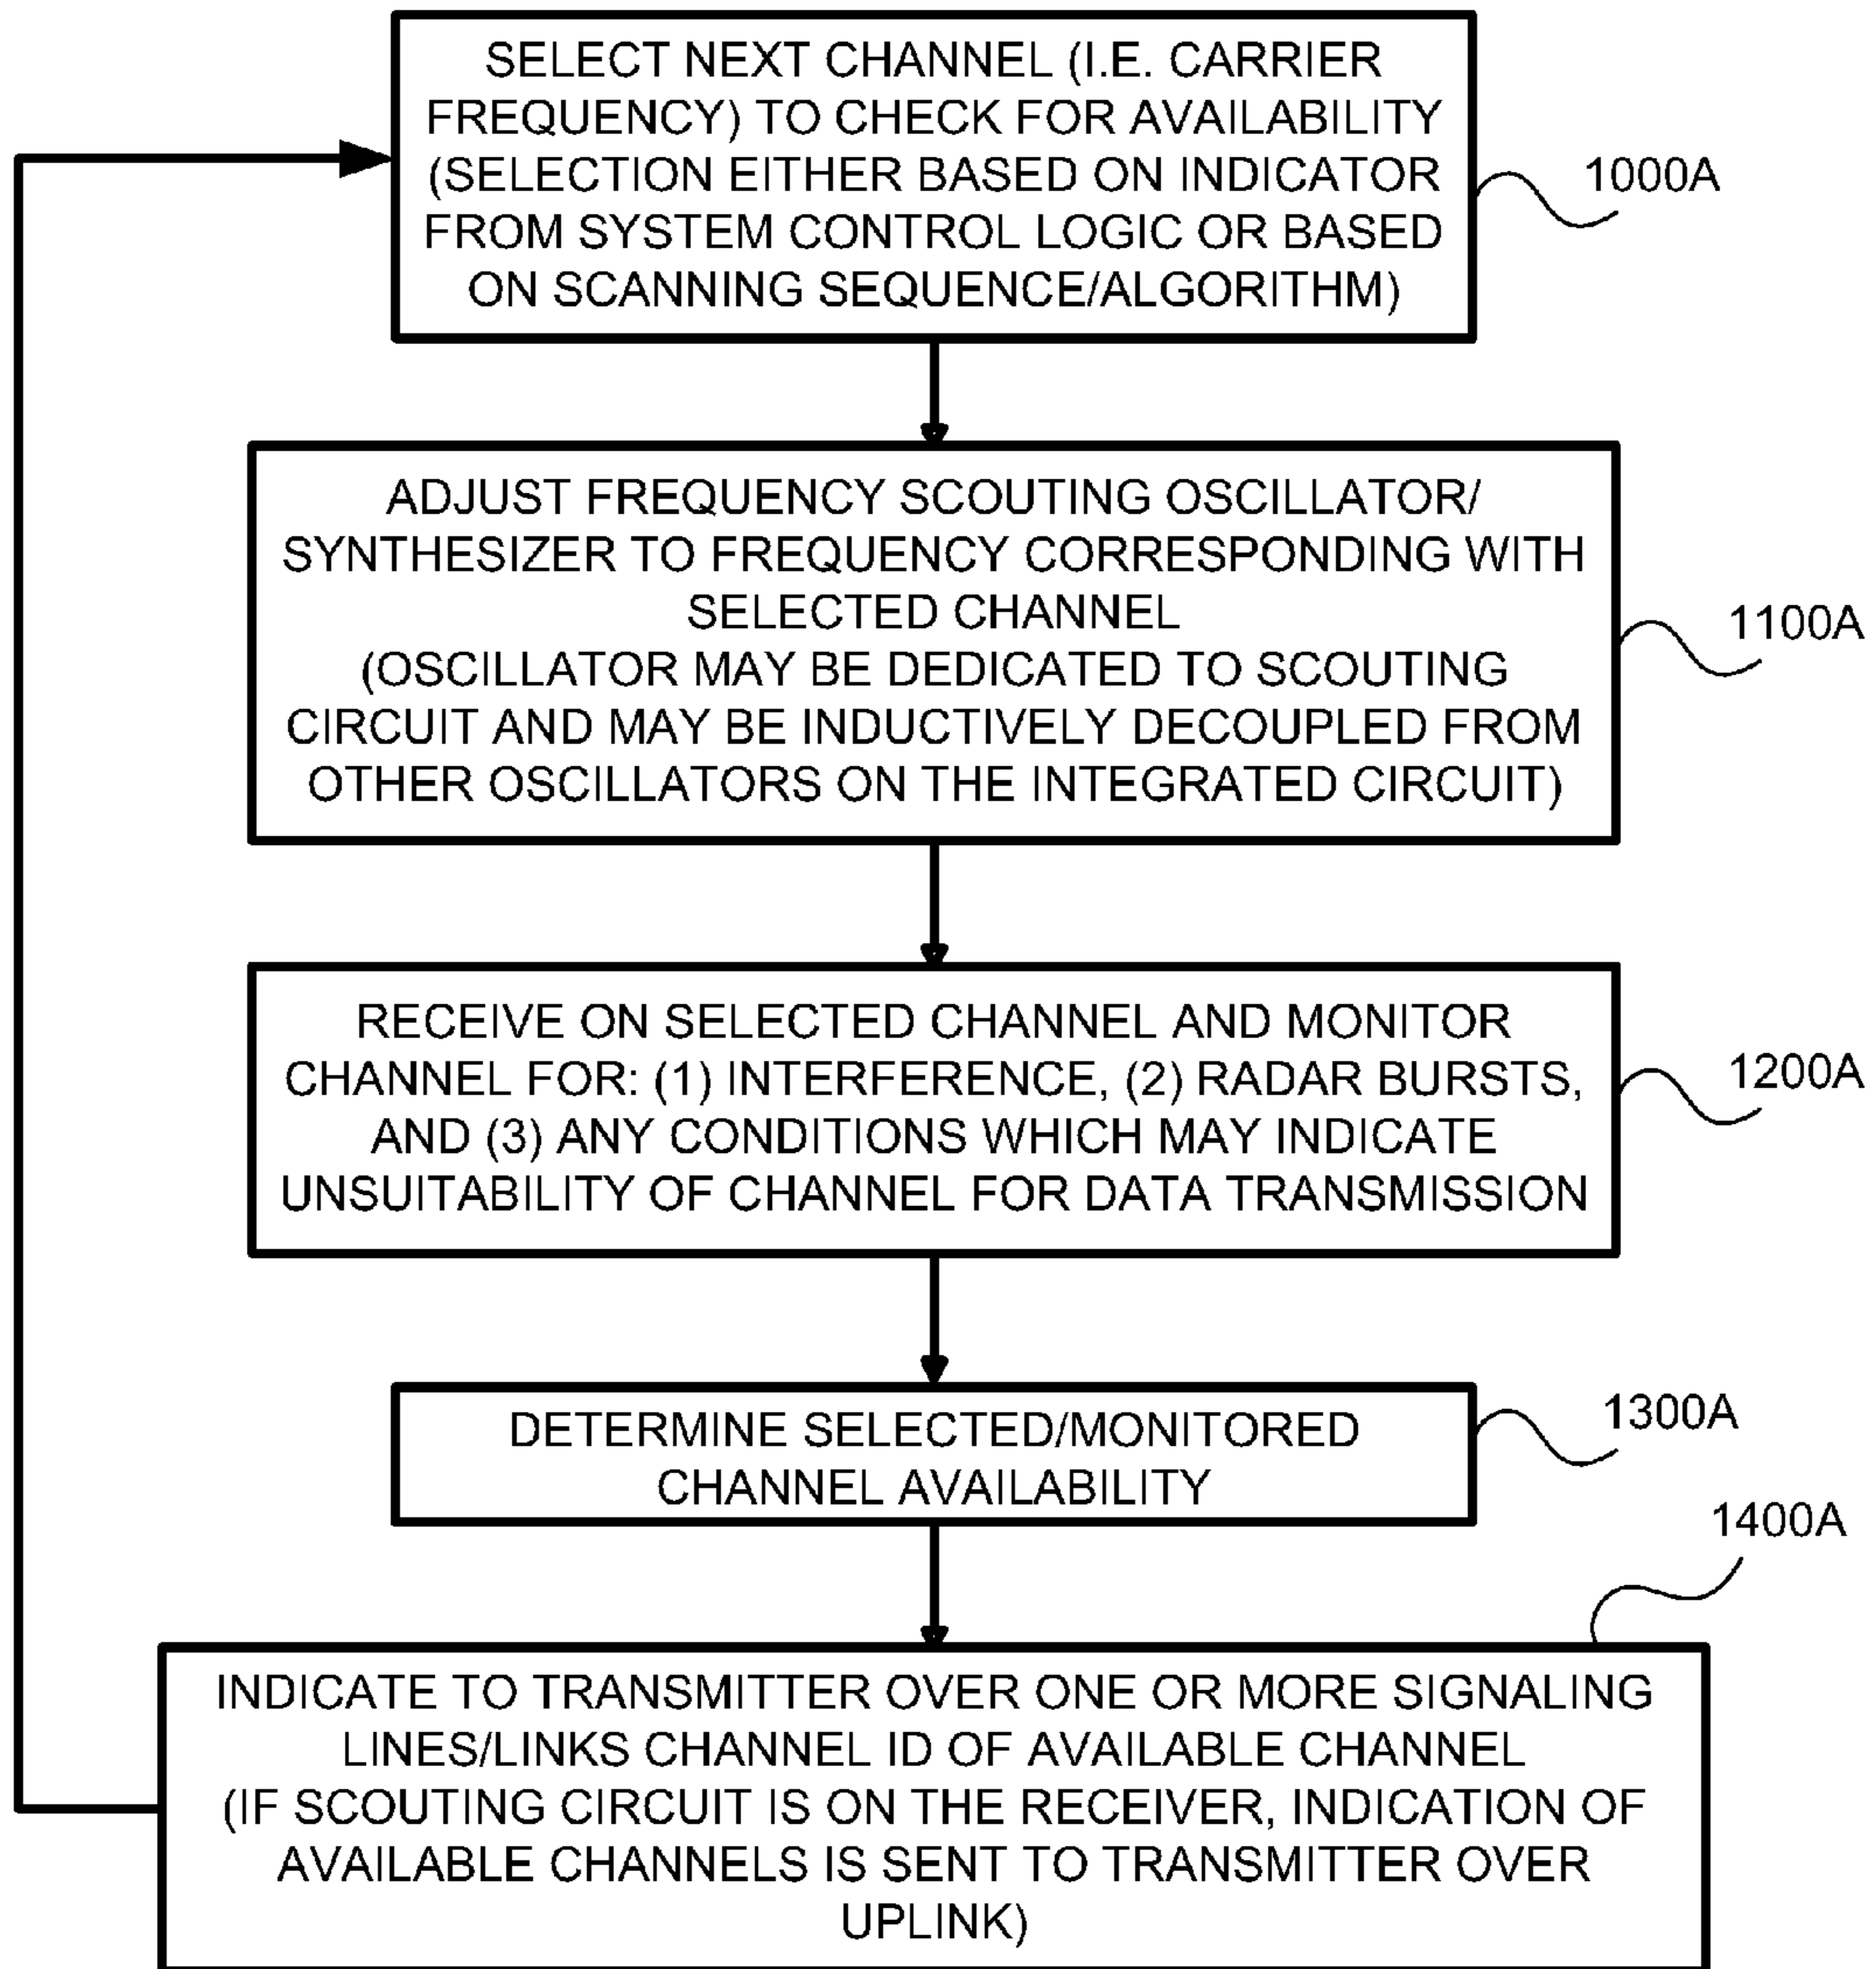 SELECT NEXT CHANNEL (I.E. CARRIER
FREQUENCY) TO CHECK FOR AVAILABILITY
(SELECTION EITHER BASED ON INDICATOR
FROM SYSTEM CONTROL LOGIC OR BASED
ON SCANNING SEQUENCE/ALGORITHM)
1000A
ADJUST FREQUENCY SCOUTING OSCILLATOR/
SYNTHESIZER TO FREQUENCY CORRESPONDING WITH
SELECTED CHANNEL
(OSCILLATOR MAY BE DEDICATED TO SCOUTING
CIRCUIT AND MAY BE INDUCTIVELY DECOUPLED FROM
OTHER OSCILLATORS ON THE INTEGRATED CIRCUIT)
1100A
RECEIVE ON SELECTED CHANNEL AND MONITOR
CHANNEL FOR: (1) INTERFERENCE, (2) RADAR BURSTS,
AND (3) ANY CONDITIONS WHICH MAY INDICATE
UNSUITABILITY OF CHANNEL FOR DATA TRANSMISSION
1200A
DETERMINE SELECTED/MONITORED
CHANNEL AVAILABILITY
1300A
1400A
INDICATE TO TRANSMITTER OVER ONE OR MORE SIGNALING
LINES/LINKS CHANNEL ID OF AVAILABLE CHANNEL
(IF SCOUTING CIRCUIT IS ON THE RECEIVER, INDICATION OF
AVAILABLE CHANNELS IS SENT TO TRANSMITTER OVER
UPLINK)